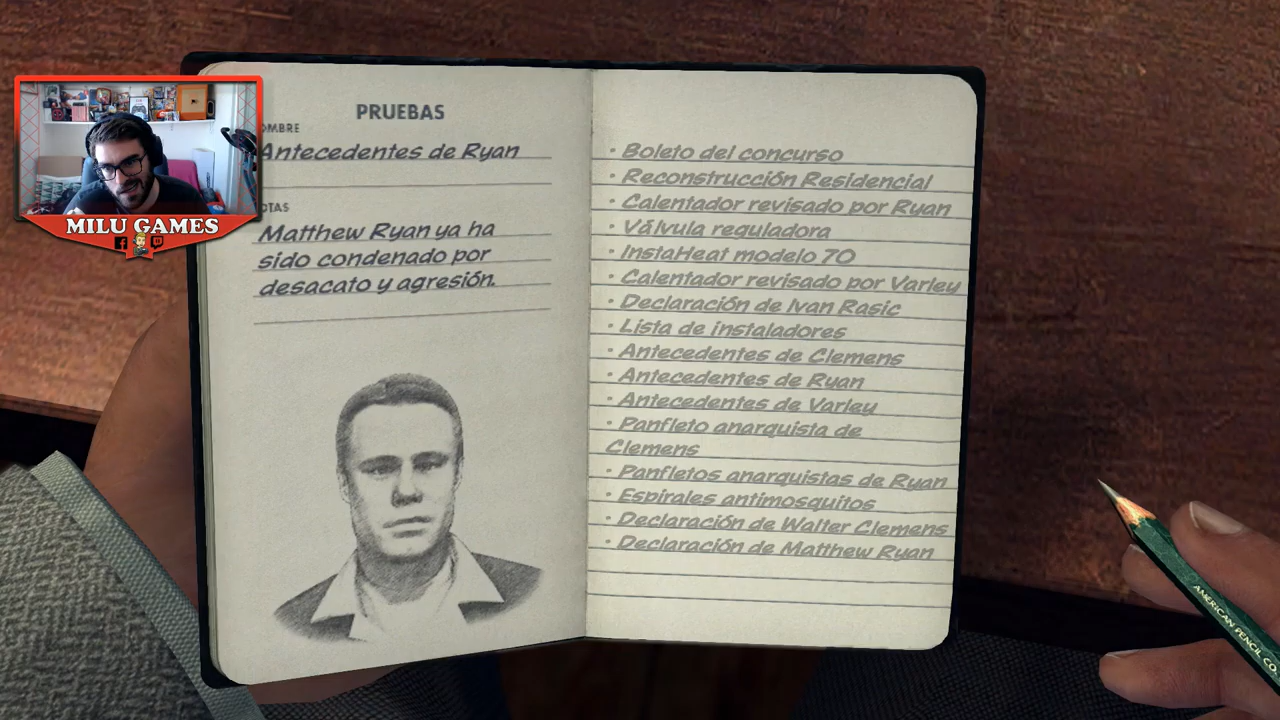 MILU GAMES
PRUEBAS
OMBRE
Antecedentes de Ryan
OTAS
Matthew Ryan ya ha
sido condenado por
desacato y agresión.
· Boleto del concurso
· Reconstrucción Residencial
· Calentador revisado por Ryan
· Válvula reguladora
· InstaHeat modelo 70
· Calentador revisado por Varley
· Declaración de Ivan Rasic
· Lista de instaladores
· Antecedentes de Clemens
· Antecedentes de Ryan
· Antecedentes de Varley
· Panfleto anarquista de
Clemens
· Panfletos anarquistas de Ryan
· Espirales antimosquitos
· Declaración de Walter Clemens
· Declaración de Matthew Ryan
AMERICAN PENCIL CO.